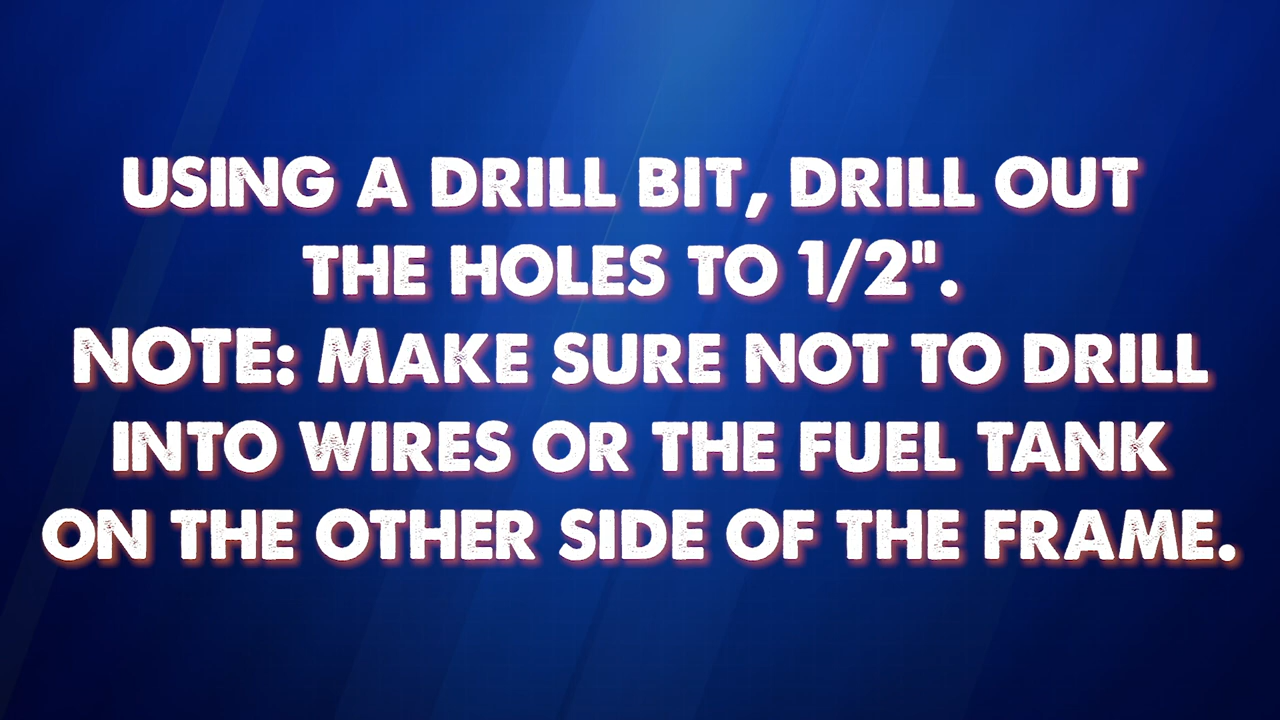 USING A DRILL BIT, DRILL OUT
THE HOLES TO 1/2".
NOTE: MAKE SURE NOT TO DRILL
INTO WIRES OR THE FUEL TANK
ON THE OTHER SIDE OF THE FRAME.